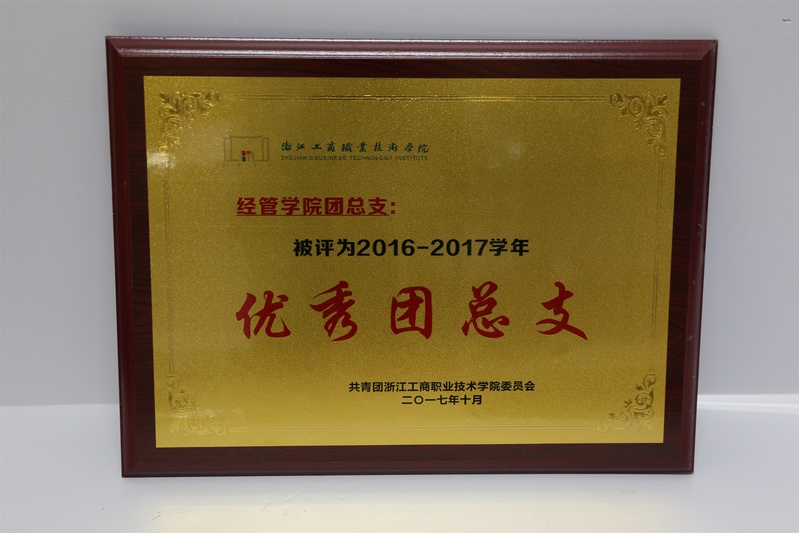 浙江工商職業技術学院
ZHEJIANG BUSINESS TECHNOLOGY INSTITUTE
经管学院团总支:
被评为2016-2017学年
优秀团总支
共青团浙江工商职业技术学院委员会
二〇一七年十月